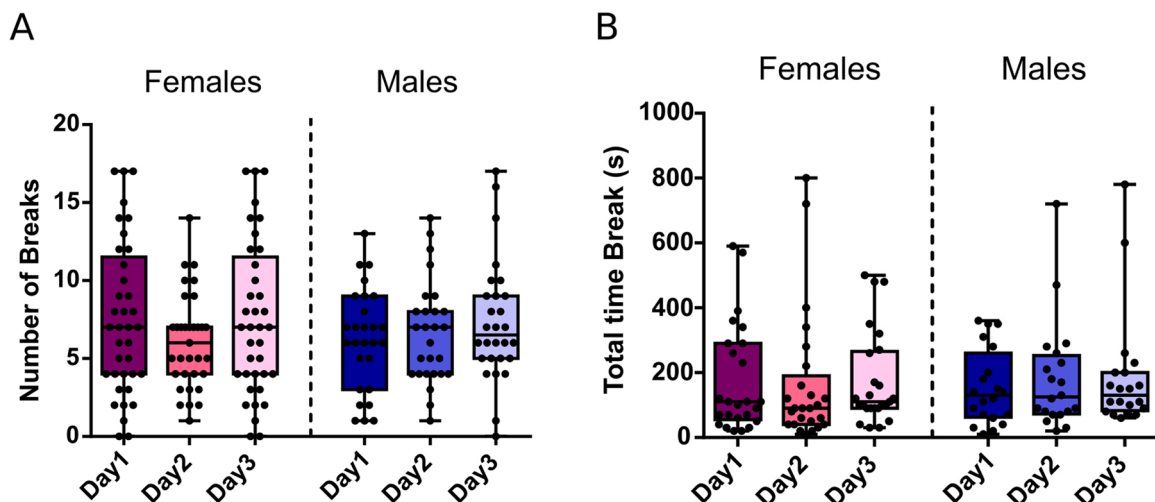 A
Females
Males
Number of Breaks
20
15
10
5
0
Day1
Day2
Day3
Day1
Day2
Day3
B
Females
Males
Total time Break (s)
1000
800
600
400
200
0
Day1
Day2
Day3
Day1
Day2
Day3